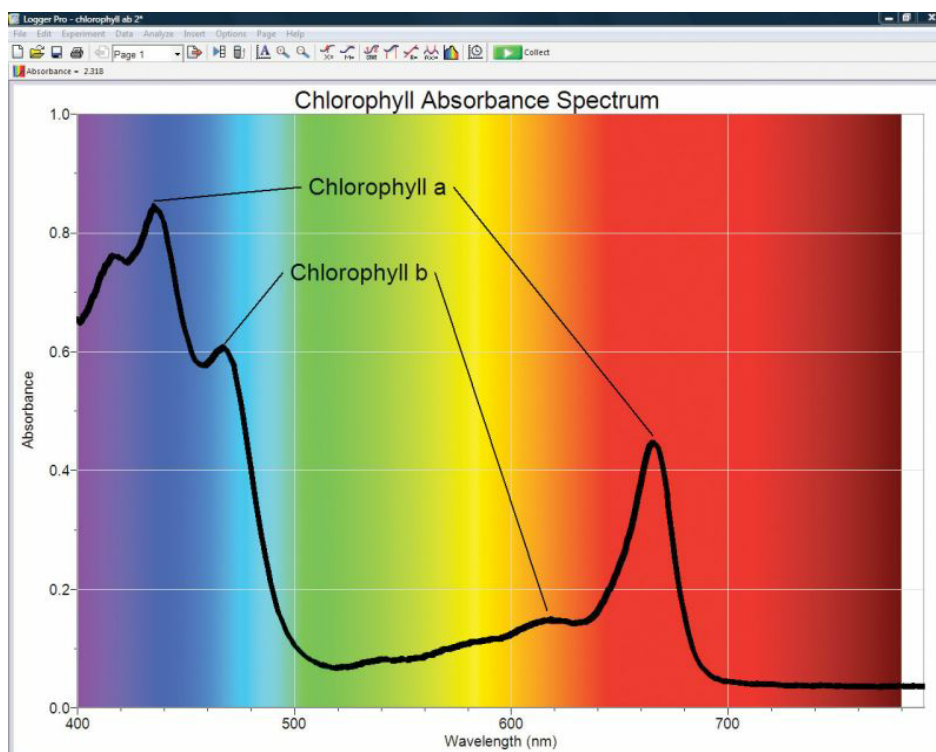 Logger Pro - chlorophyll ab 2*
File Edit Experiment Data Analyze Insert Options Page Help
Page 1
Collect
Absorbance = 2.318
Chlorophyll Absorbance Spectrum
1.0
Chlorophyll a
0.8
Chlorophyll b
0.6
Absorbance
0.4
0.2
0.0
400 500 600 700
Wavelength (nm)